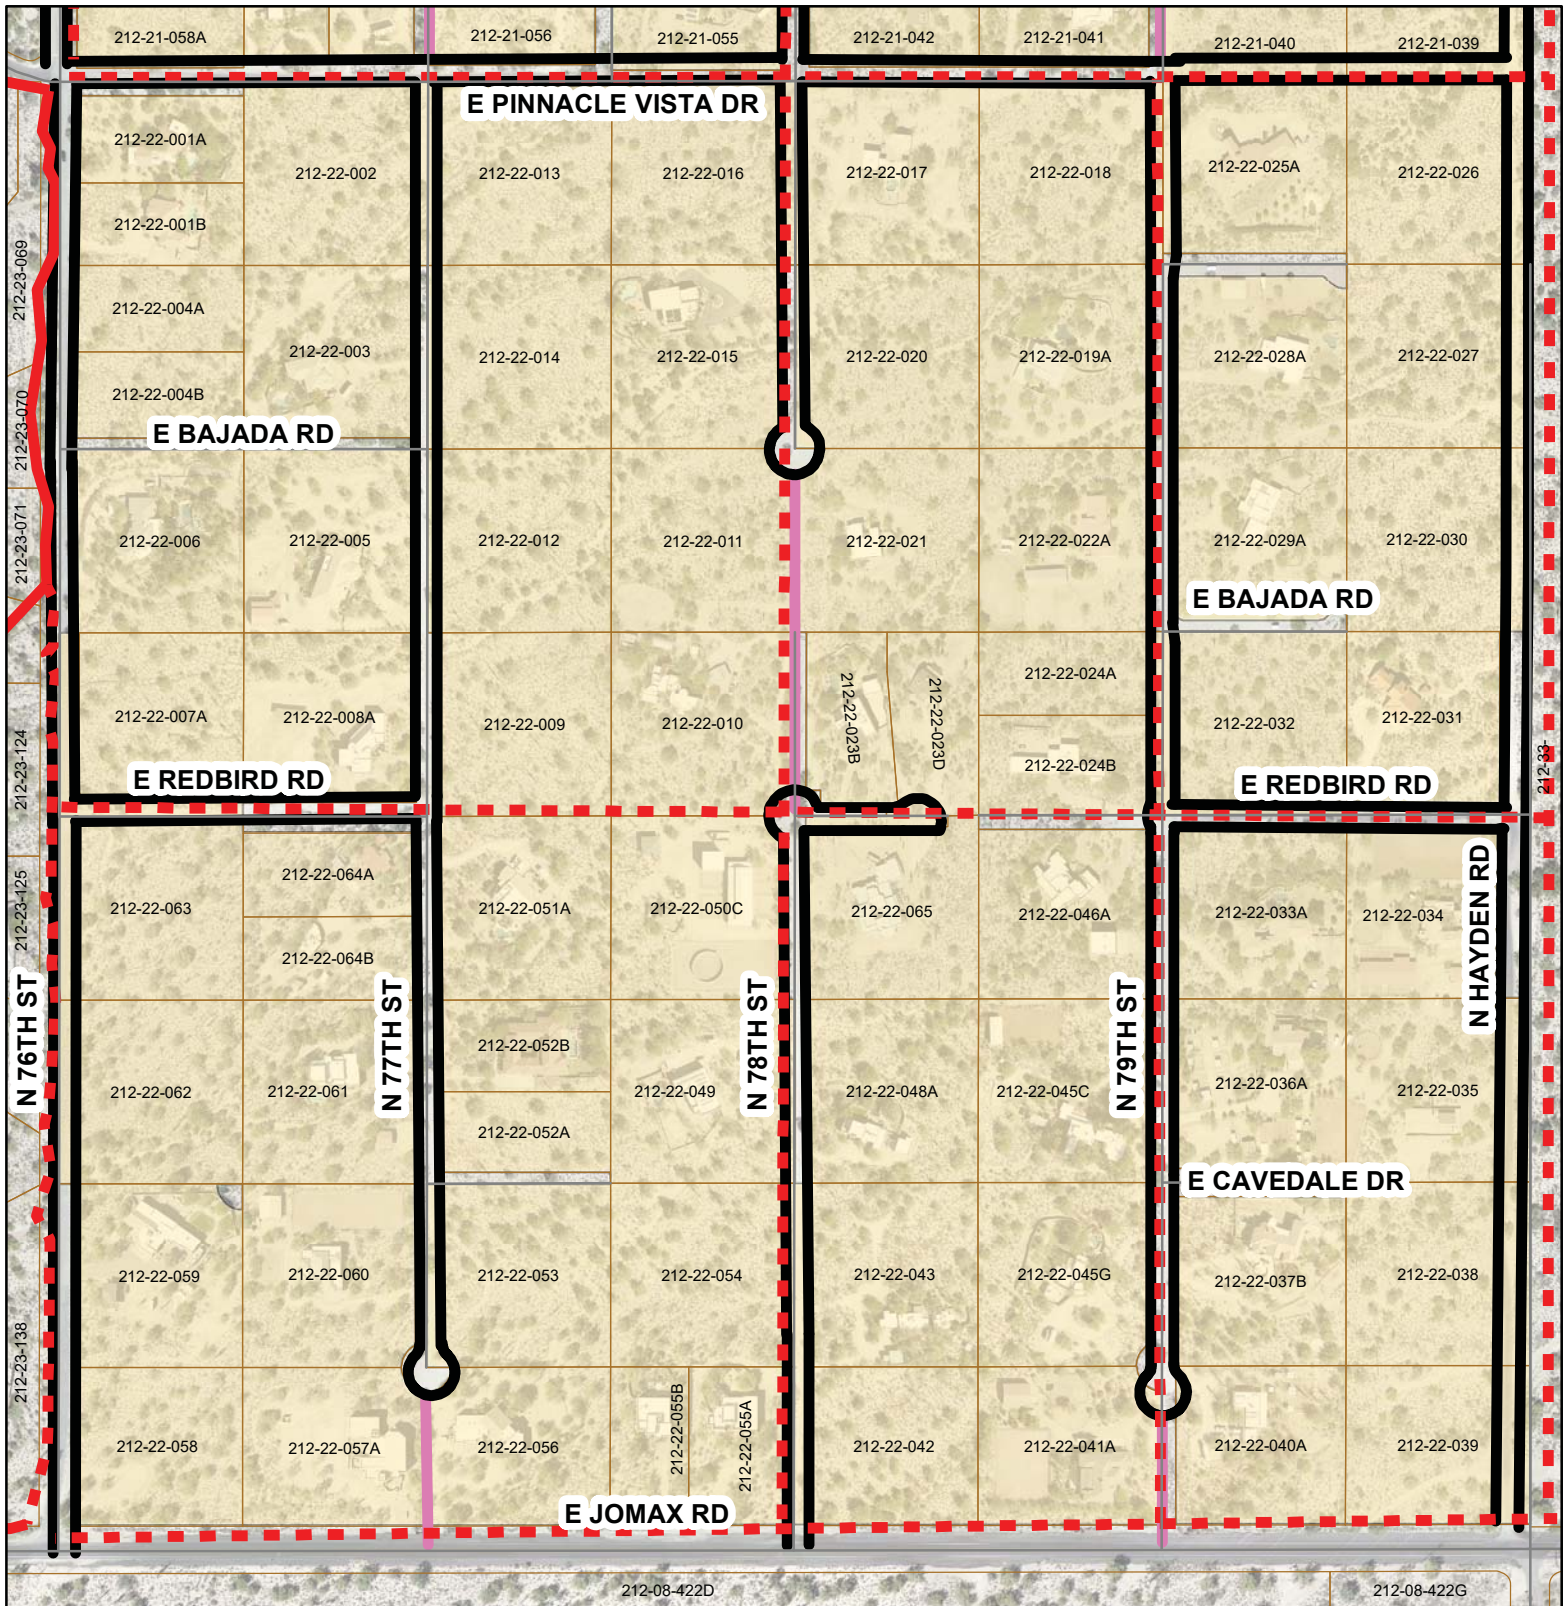 212-21-058A
212-21-056
212-21-055
212-21-042
212-21-041
212-21-040
212-21-039
E PINNACLE VISTA DR
212-22-001A
212-22-002
212-22-013
212-22-016
212-22-017
212-22-018
212-22-025A
212-22-026
212-22-001B
212-23-069
212-22-004A
212-22-003
212-22-014
212-22-015
212-22-020
212-22-019A
212-22-028A
212-22-027
212-22-004B
212-23-070
E BAJADA RD
212-23-071
212-22-006
212-22-005
212-22-012
212-22-011
212-22-021
212-22-022A
212-22-029A
212-22-030
E BAJADA RD
212-22-024A
212-22-007A
212-22-008A
212-22-009
212-22-010
212-22-023B
212-22-023D
212-22-032
212-22-031
212-23-124
212-22-024B
212-33-
E REDBIRD RD
E REDBIRD RD
212-22-064A
212-23-125
212-22-063
212-22-051A
212-22-050C
212-22-065
212-22-046A
212-22-033A
212-22-034
N HAYDEN RD
212-22-064B
N 76TH ST
N 77TH ST
N 78TH ST
N 79TH ST
212-22-052B
212-22-062
212-22-061
212-22-049
212-22-048A
212-22-045C
212-22-036A
212-22-035
212-22-052A
E CAVEDALE DR
212-22-059
212-22-060
212-22-053
212-22-054
212-22-043
212-22-045G
212-22-037B
212-22-038
212-23-138
212-22-058
212-22-057A
212-22-056
212-22-055B
212-22-055A
212-22-042
212-22-041A
212-22-040A
212-22-039
E JOMAX RD
212-08-422D
212-08-422G